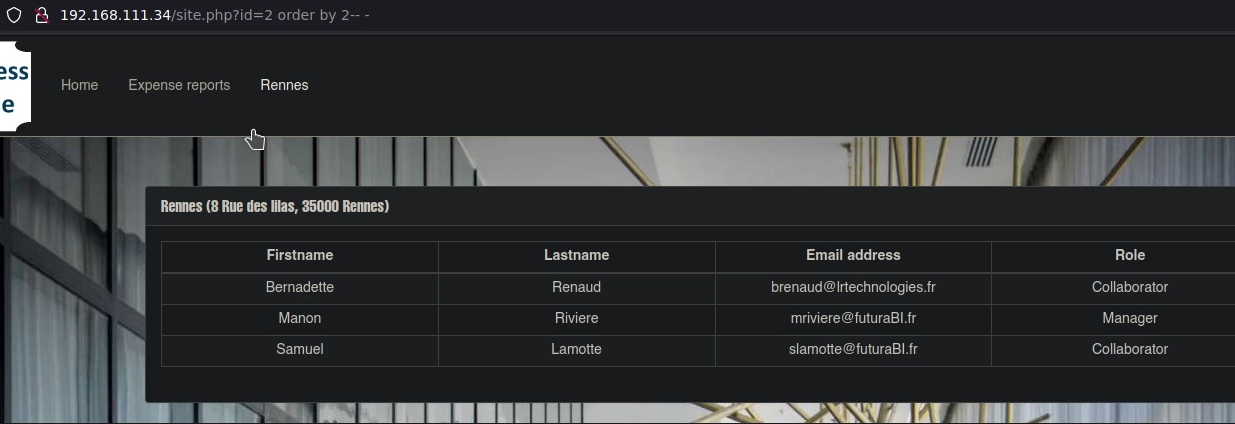 192.168.111.34/site.php?id=2 order by 2-- -
ess
e
Home Expense reports Rennes
Rennes (8 Rue des lilas, 35000 Rennes)
Firstname Lastname Email address Role
Bernadette Renaud brenaud@lrtechnologies.fr Collaborator
Manon Riviere mriviere@futuraBI.fr Manager
Samuel Lamotte slamotte@futuraBI.fr Collaborator